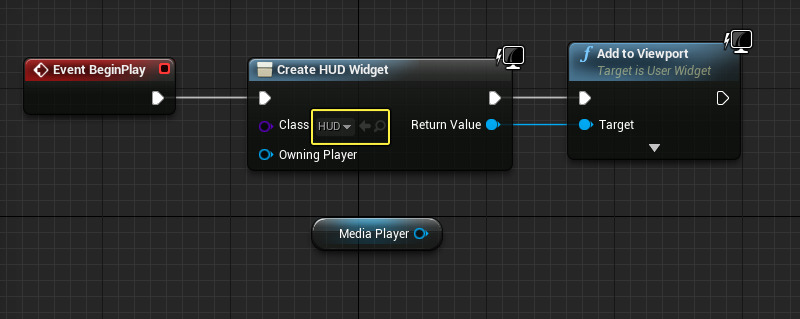 Event BeginPlay
Create HUD Widget
Class HUD Return Value
Owning Player
Add to Viewport
Target is User Widget
Target
Media Player